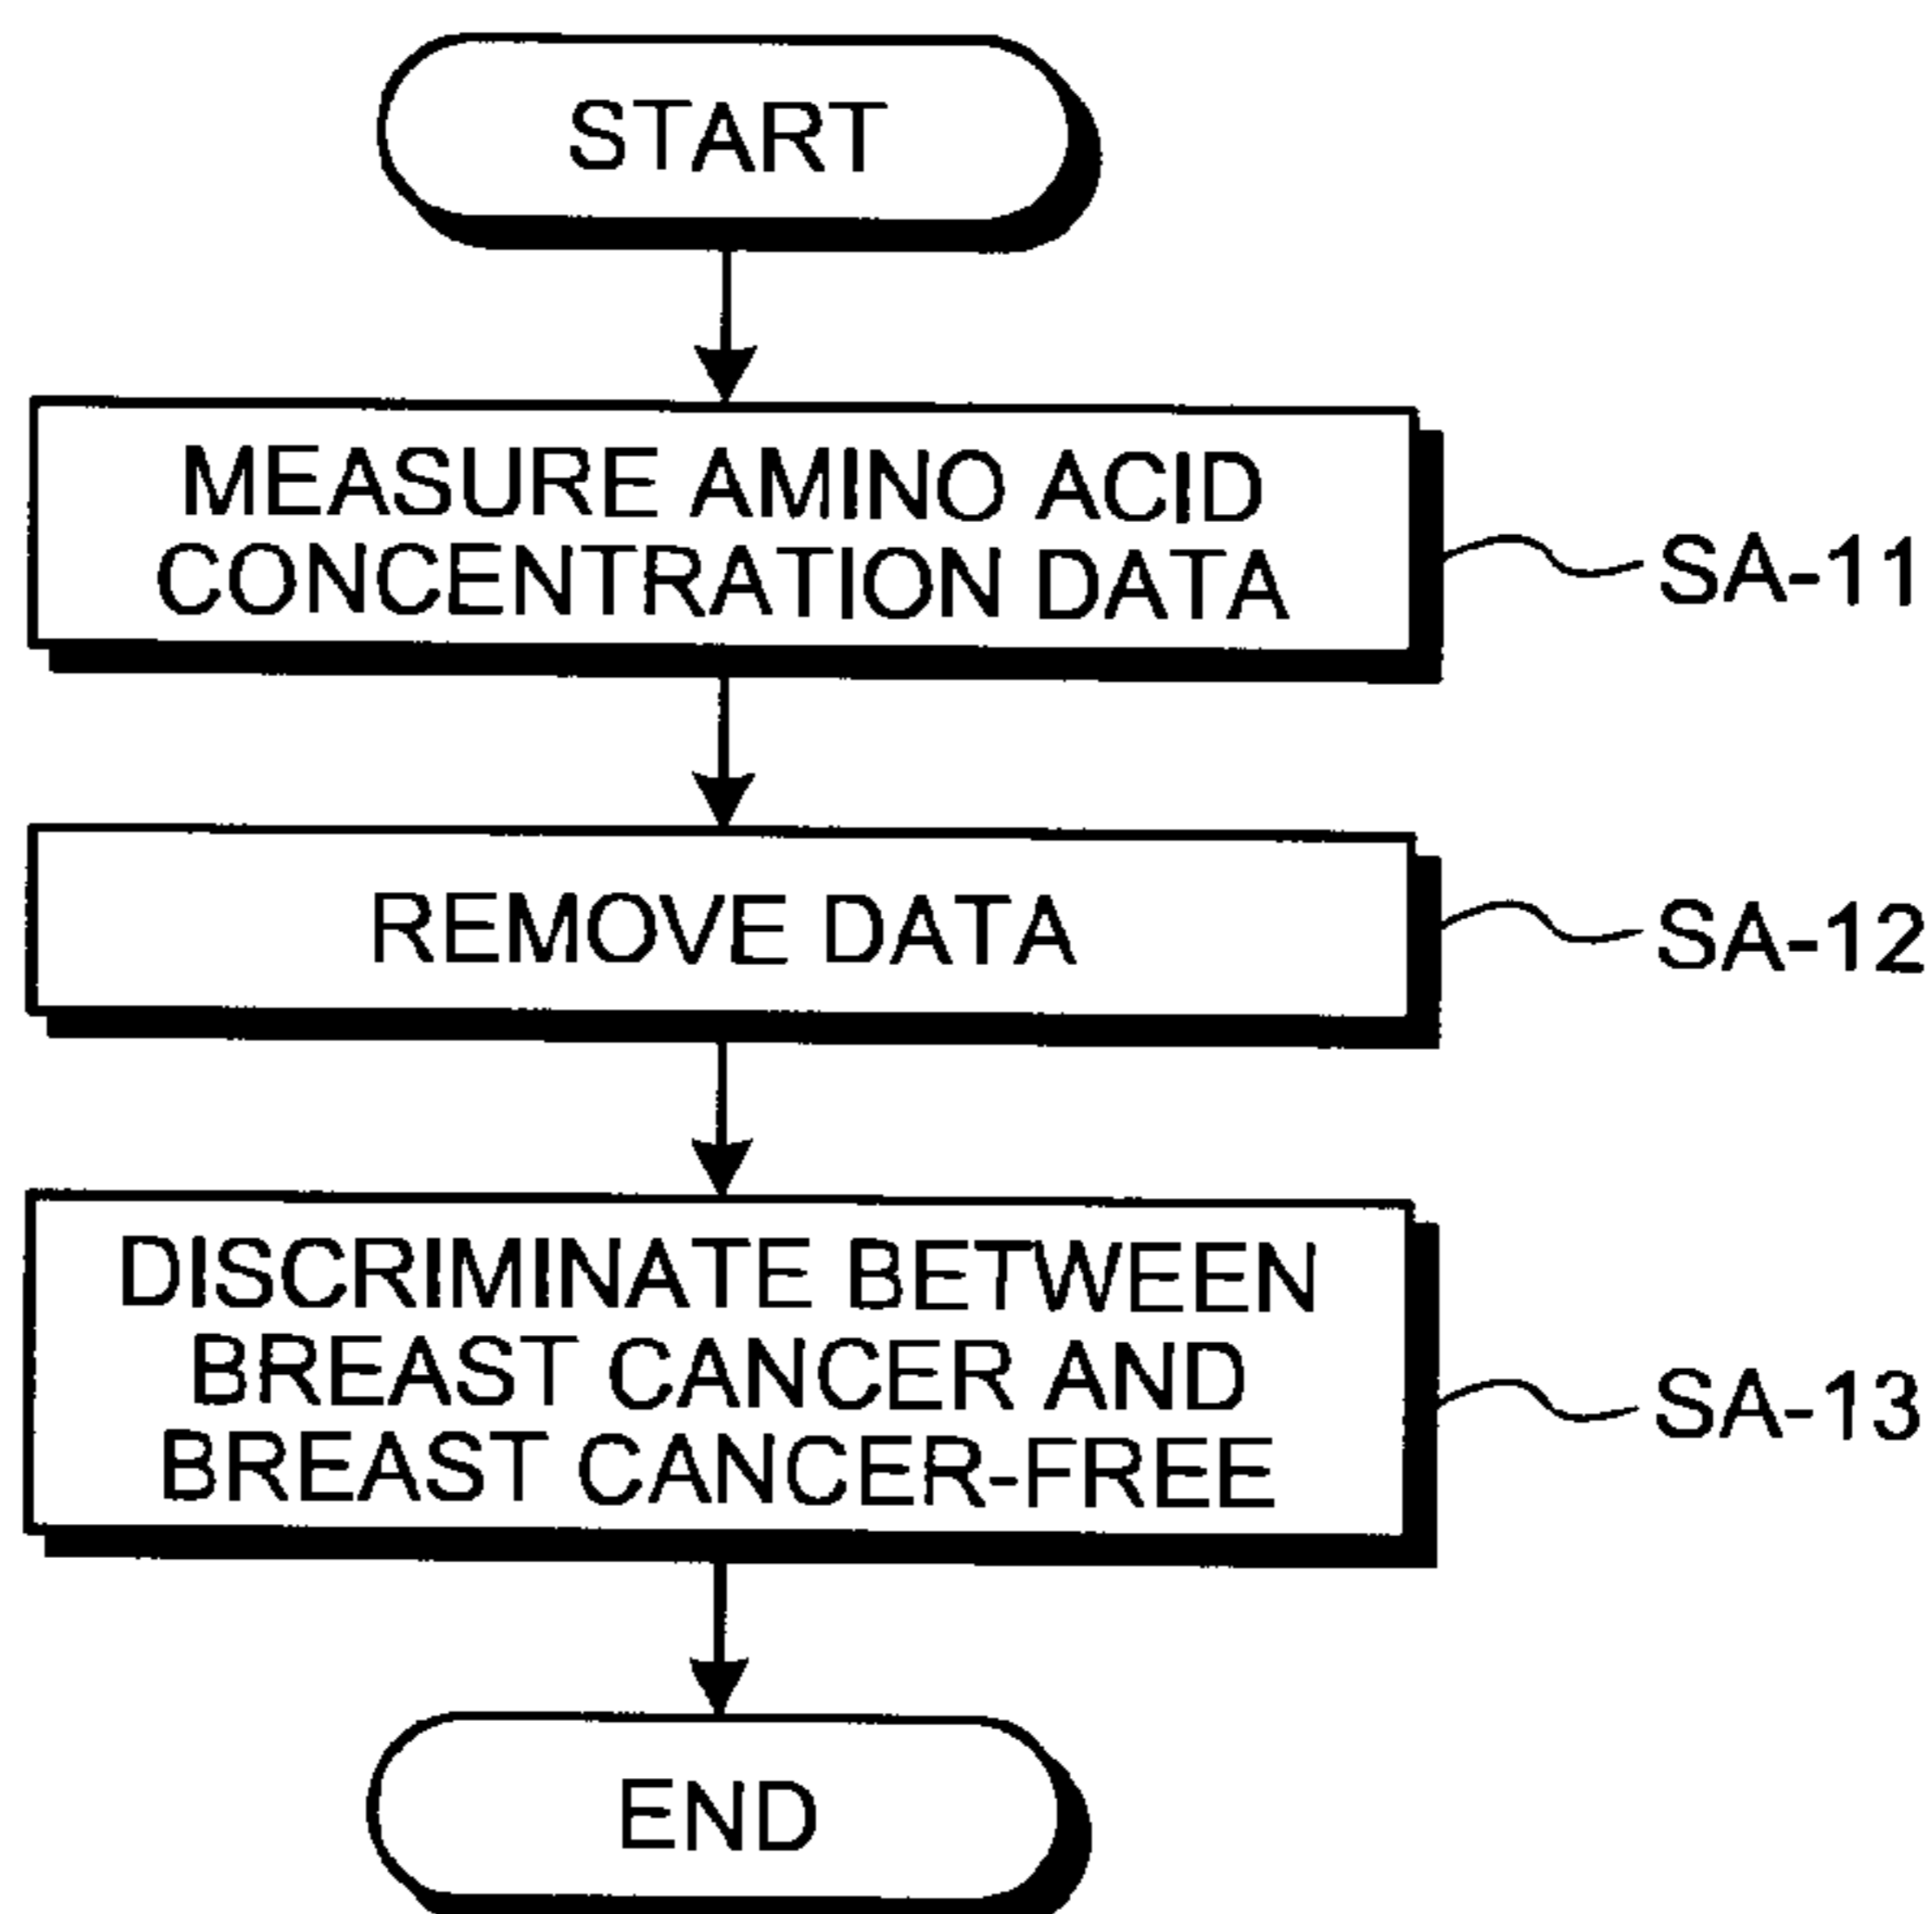 START
MEASURE AMINO ACID
CONCENTRATION DATA
SA-11
REMOVE DATA
SA-12
DISCRIMINATE BETWEEN
BREAST CANCER AND
BREAST CANCER-FREE
SA-13
END